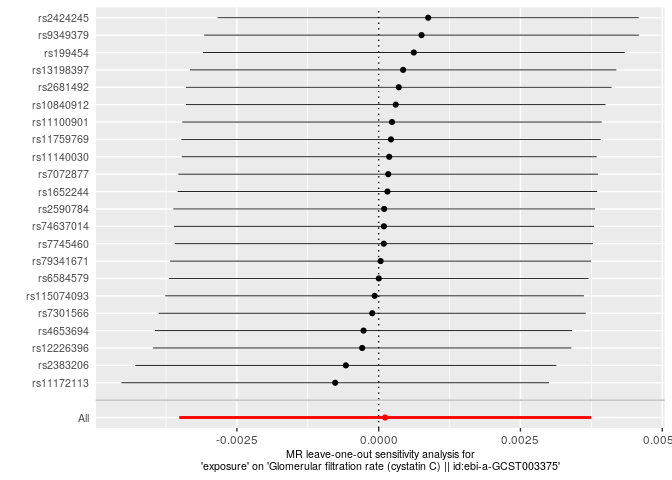 rs2424245
rs9349379
rs199454
rs13198397
rs2681492
rs10840912
rs11100901
rs11759769
rs11140030
rs7072877
rs1652244
rs2590784
rs74637014
rs7745460
rs79341671
rs6584579
rs115074093
rs7301566
rs4653694
rs12226396
rs2383206
rs11172113
All
-0.0025 0.0000 0.0025 0.005
MR leave-one-out sensitivity analysis for
'exposure' on 'Glomerular filtration rate (cystatin C) || id:ebi-a-GCST003375'